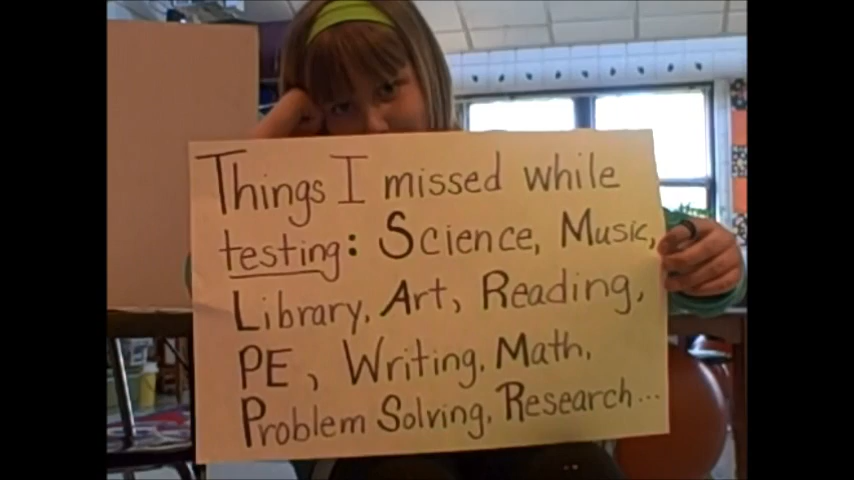 Things I missed while
testing: Science, Music,
Library, Art, Reading,
PE, Writing, Math,
Problem Solving, Research...